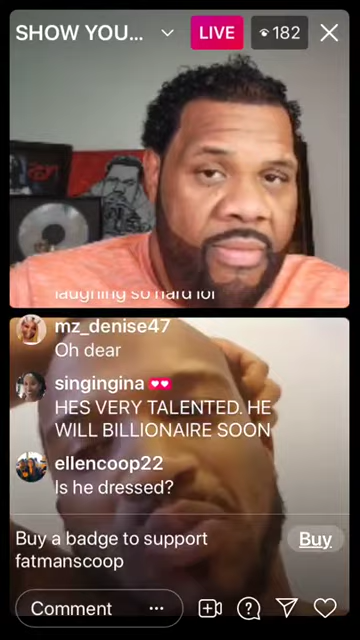 SHOW YOU...
LIVE
182
laughing so hard lol
mz_denise47
Oh dear
singingina
HES VERY TALENTED. HE
WILL BILLIONAIRE SOON
ellencoop22
Is he dressed?
Buy a badge to support
fatmanscoop
Buy
Comment